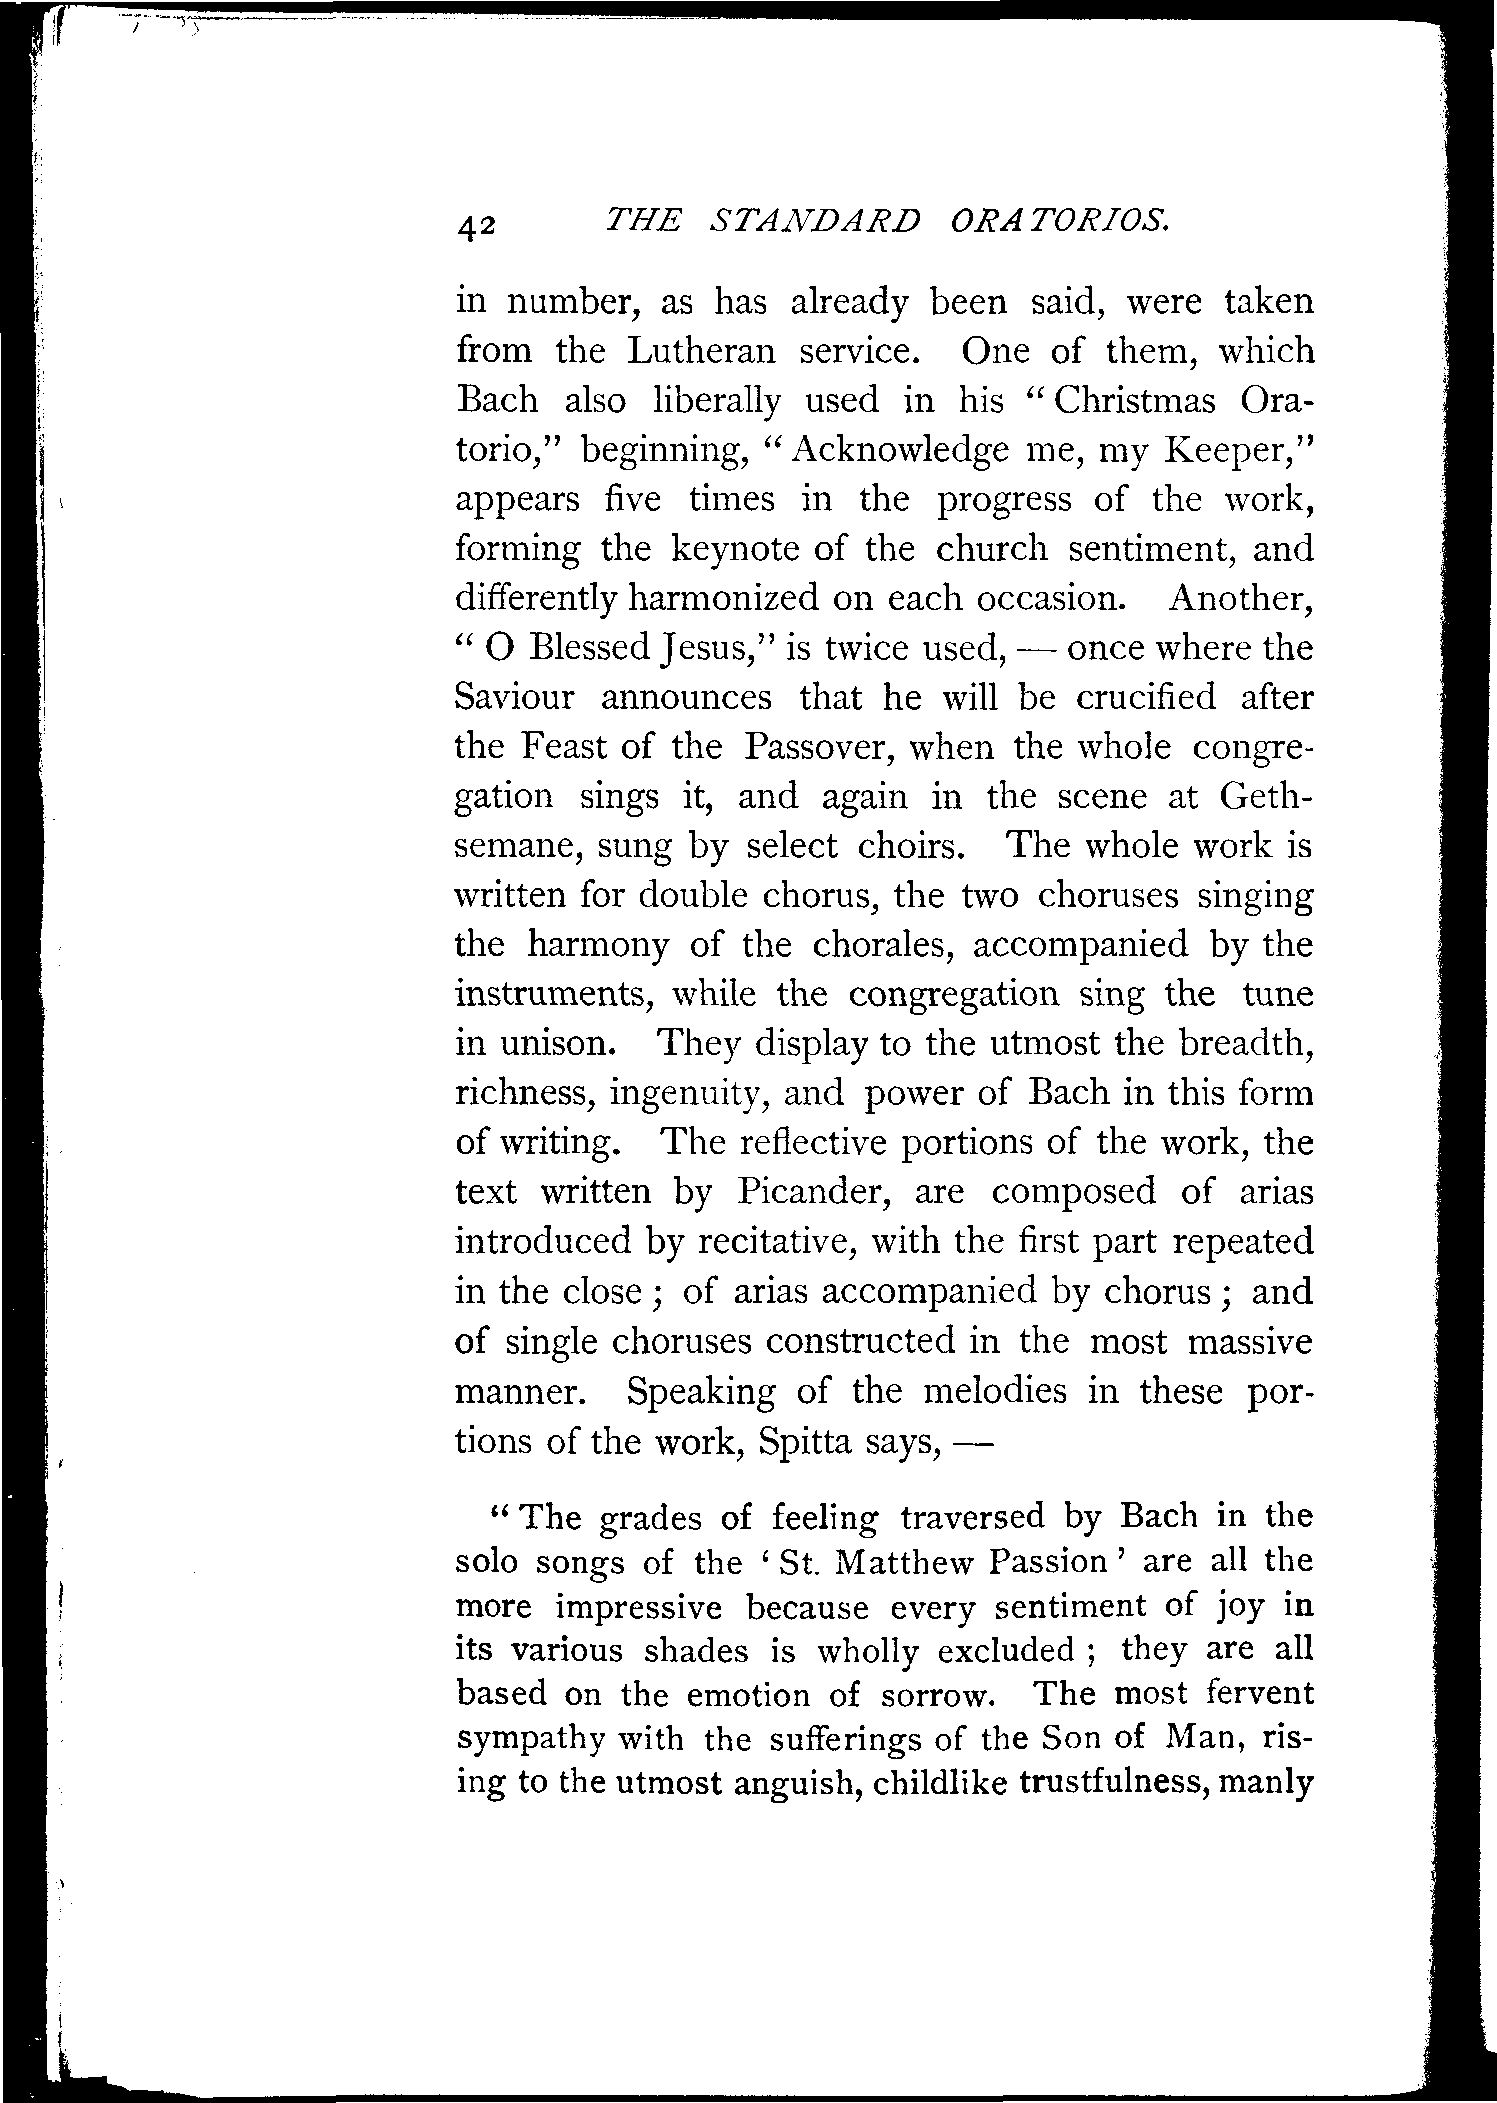 42 THE STANDARD ORATORIOS.
in number, as has already been said, were taken
from the Lutheran service. One of them, which
Bach also liberally used in his “Christmas Ora-
torio,” beginning, “Acknowledge me, my Keeper,”
appears five times in the progress of the work,
forming the keynote of the church sentiment, and
differently harmonized on each occasion. Another,
“O Blessed Jesus,” is twice used, — once where the
Saviour announces that he will be crucified after
the Feast of the Passover, when the whole congre-
gation sings it, and again in the scene at Geth-
semane, sung by select choirs. The whole work is
written for double chorus, the two choruses singing
the harmony of the chorales, accompanied by the
instruments, while the congregation sing the tune
in unison. They display to the utmost the breadth,
richness, ingenuity, and power of Bach in this form
of writing. The reflective portions of the work, the
text written by Picander, are composed of arias
introduced by recitative, with the first part repeated
in the close; of arias accompanied by chorus; and
of single choruses constructed in the most massive
manner. Speaking of the melodies in these por-
tions of the work, Spitta says, —
“The grades of feeling traversed by Bach in the
solo songs of the ‘St. Matthew Passion’ are all the
more impressive because every sentiment of joy in
its various shades is wholly excluded; they are all
based on the emotion of sorrow. The most fervent
sympathy with the sufferings of the Son of Man, ris-
ing to the utmost anguish, childlike trustfulness, manly